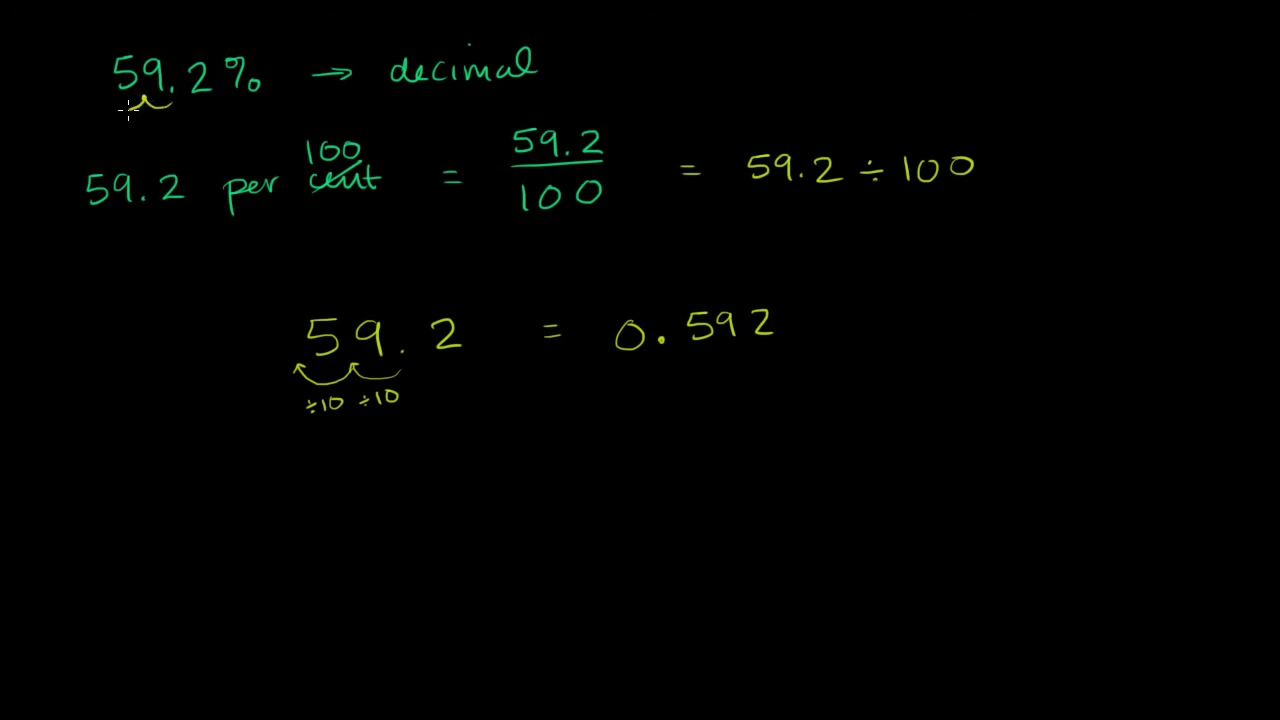 59.2% → decimal
59.2 per cent 100 = 59.2/100 = 59.2 ÷ 100
59.2 = 0.592
÷10 ÷10